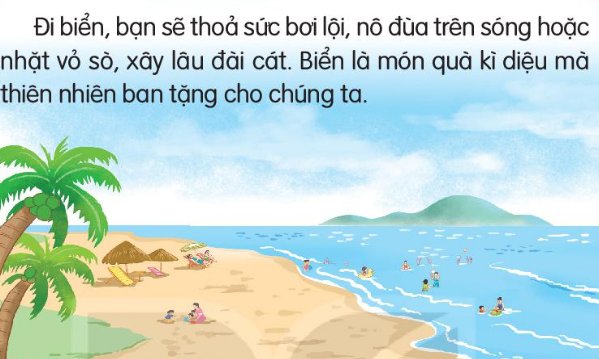 Đi biển, bạn sẽ thoả sức bơi lội, nô đùa trên sóng hoặc
nhặt vỏ sò, xây lâu đài cát. Biển là món quà kì diệu mà
thiên nhiên ban tặng cho chúng ta.